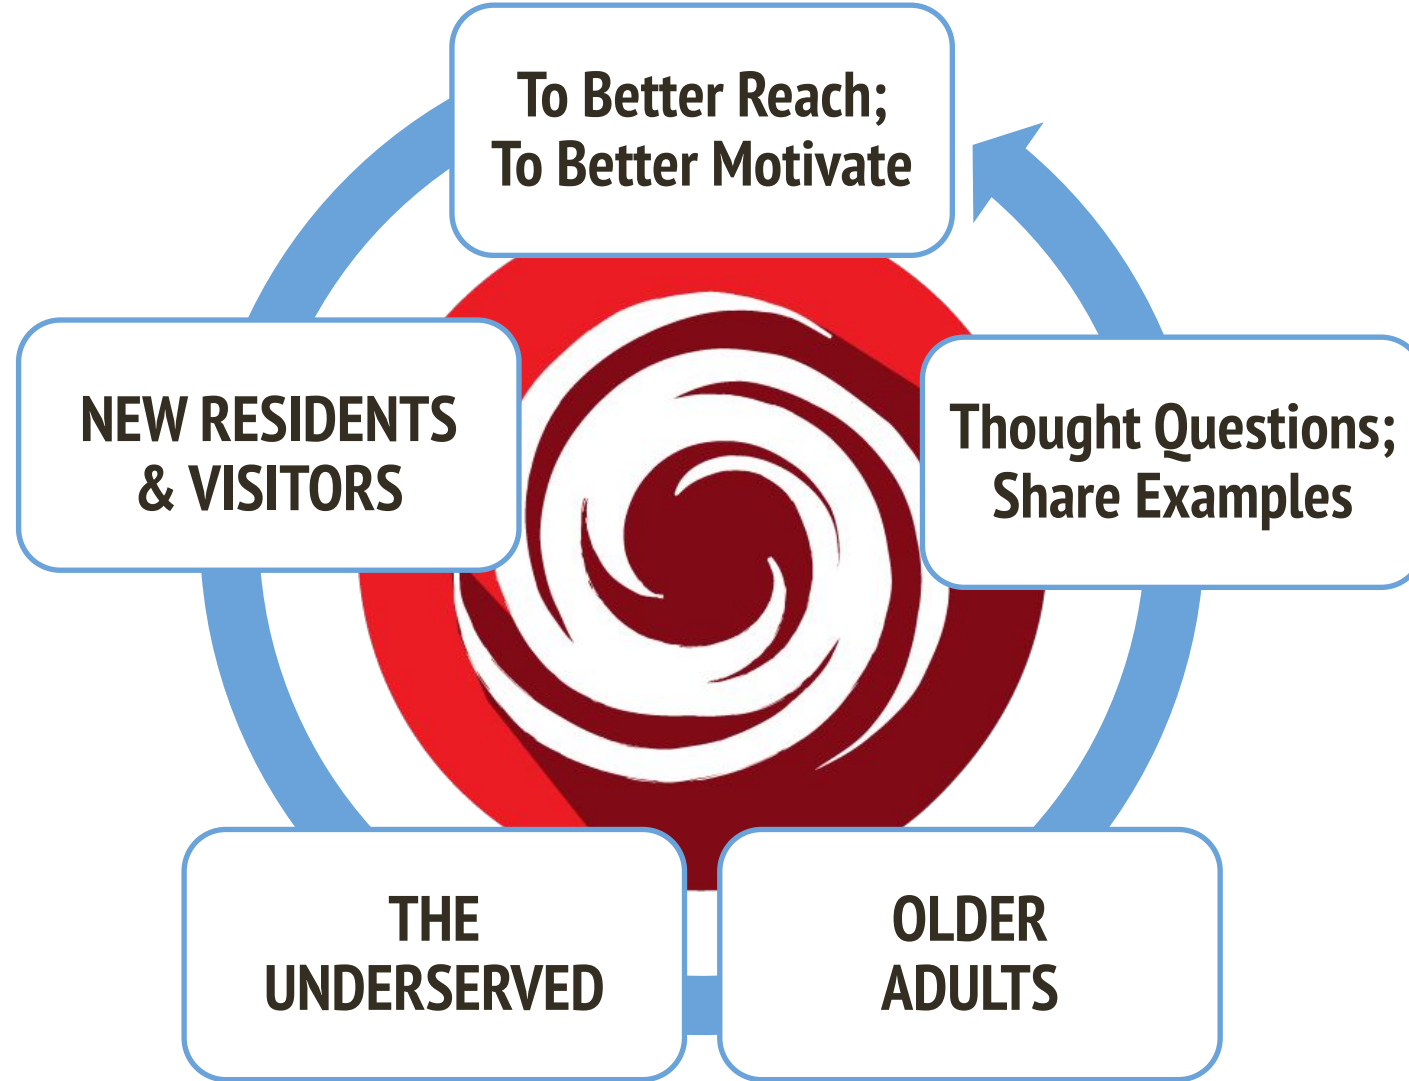 To Better Reach;
To Better Motivate
NEW RESIDENTS
& VISITORS
Thought Questions;
Share Examples
THE
UNDERSERVED
OLDER
ADULTS